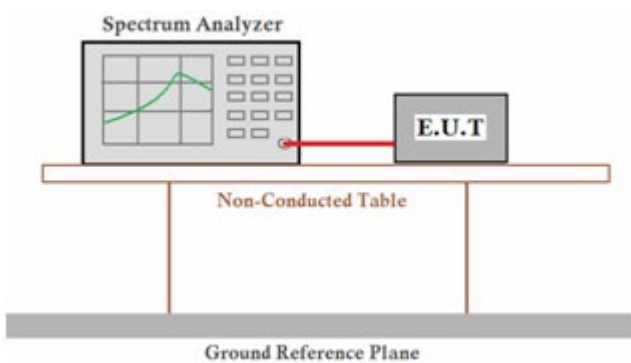 Spectrum Analyzer
E.U.T
Non-Conducted Table
Ground Reference Plane